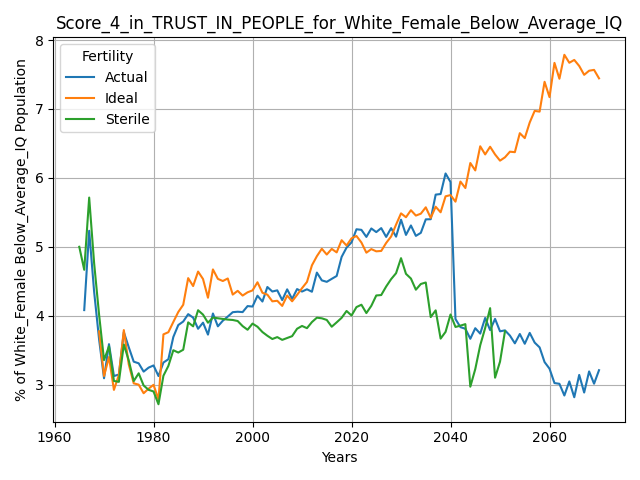 Score_4_in_TRUST_IN_PEOPLE_for_White_Female_Below_Average_IQ
% of White_Female Below_Average_IQ Population
8
7
6
5
4
3
Fertility
Actual
Ideal
Sterile
1960
1980
2000
2020
2040
2060
Years